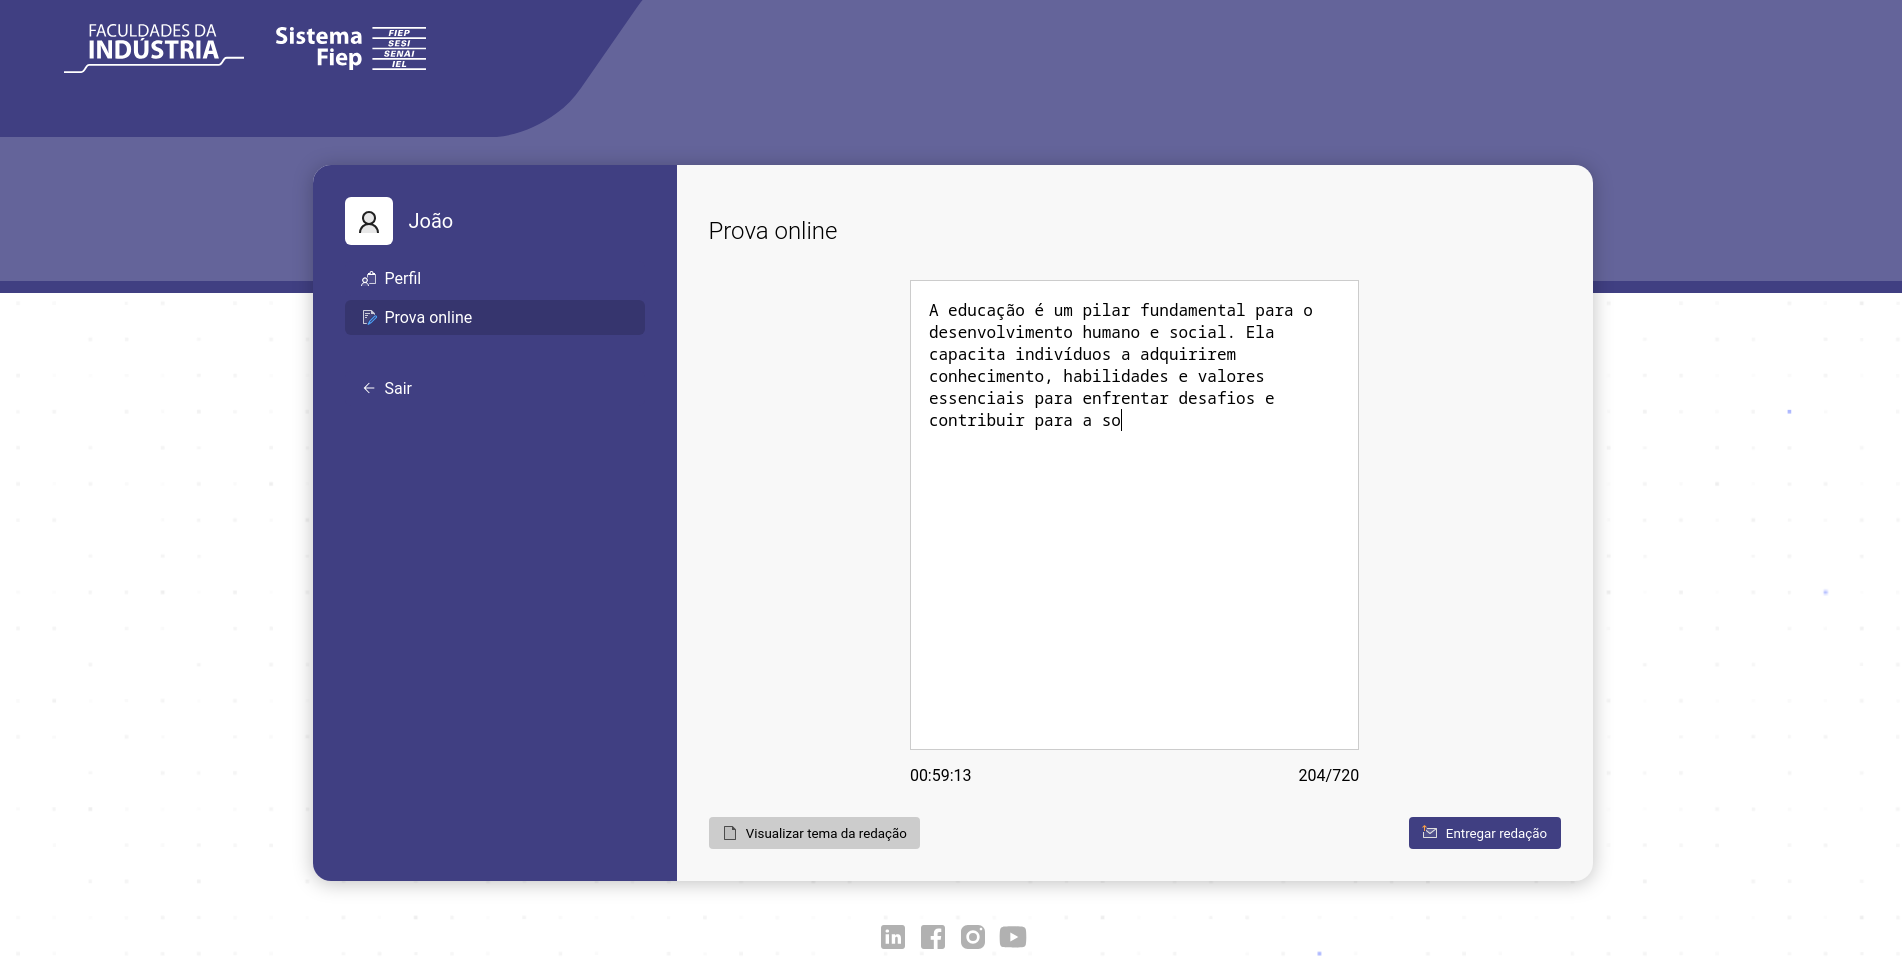 FACULDADES DA
INDÚSTRIA
Sistema
Fiep
FIEP
SESI
SENAI
IEL
João
Perfil
Prova online
Sair
Prova online
A educação é um pilar fundamental para o
desenvolvimento humano e social. Ela
capacita indivíduos a adquirirem
conhecimento, habilidades e valores
essenciais para enfrentar desafios e
contribuir para a so
00:59:13
204/720
Visualizar tema da redação
Entregar redação